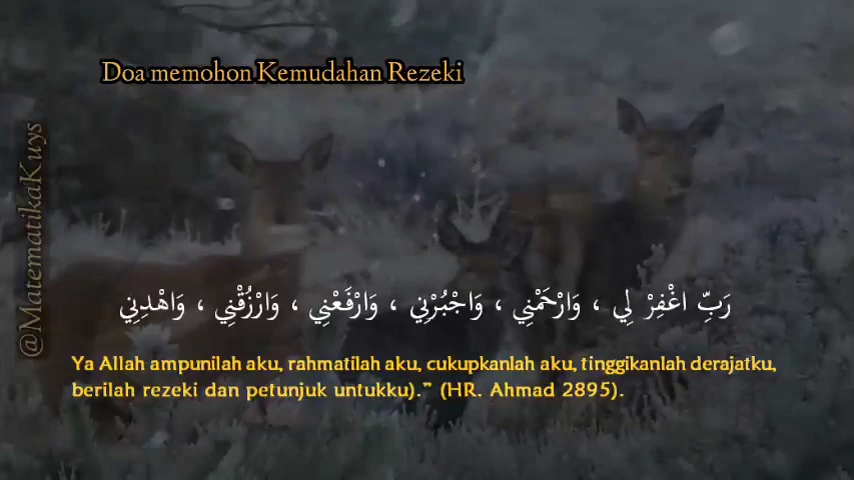 Doa memohon Kemudahan Rezeki
@MatematikaKuys
رَبِّ اغْفِرْ لِي ، وَارْحَمْنِي ، وَاجْبُرْنِي ، وَارْفَعْنِي ، وَارْزُقْنِي ، وَاهْدِنِي
Ya Allah ampunilah aku, rahmatilah aku, cukupkanlah aku, tinggikanlah derajatku,
berilah rezeki dan petunjuk untukku).” (HR. Ahmad 2895).